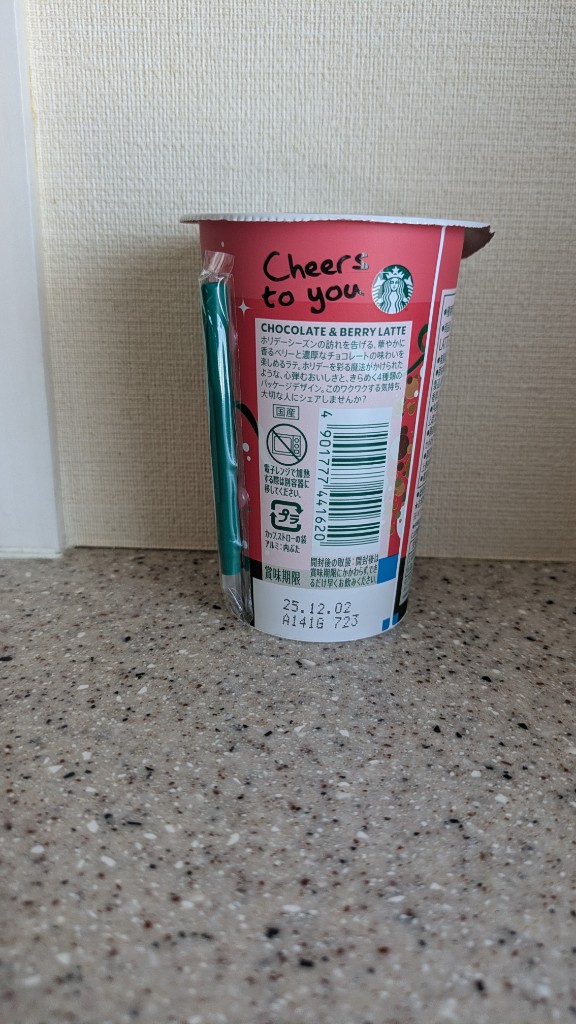 Cheers
to you
CHOCOLATE & BERRY LATTE
ホリデーシーズンの訪れを告げる、華やかに
香るベリーと濃厚なチョコレートの味わいを
楽しめるラテ。ホリデーを彩る魔法がかけられた
ような、心弾むおいしさと、きらめく4種類の
パッケージデザイン。このワクワクする気持ち、
大切な人にシェアしませんか?
国産
電子レンジで加熱
する際は別容器に
移してください。
プラ
カップ、ストローの袋
アルミ:内ぶた
4 901777 441620
開封後の取扱:開封後は
賞味期限にかかわらず、でき
るだけ早くお飲みください。
賞味期限
25.12.02
A141G 723